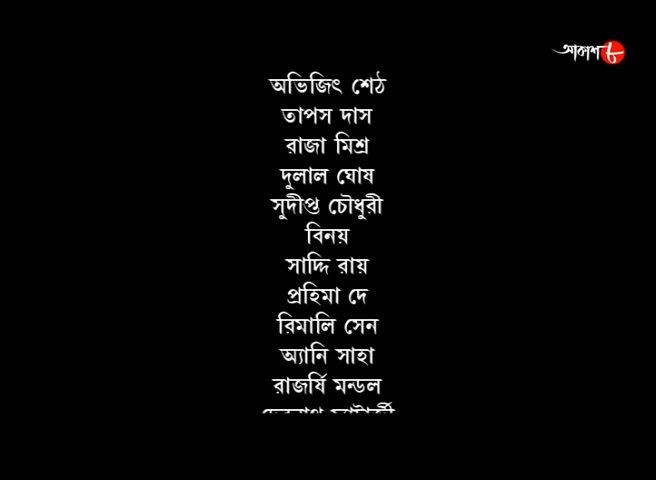 আকাশ ৮
অভিজিৎ শেঠ
তাপস দাস
রাজা মিশ্র
দুলাল ঘোষ
সুদীপ্ত চৌধুরী
বিনয়
সাদ্দি রায়
প্রহিমা দে
রিমালি সেন
অ্যানি সাহা
রাজর্ষি মন্ডল